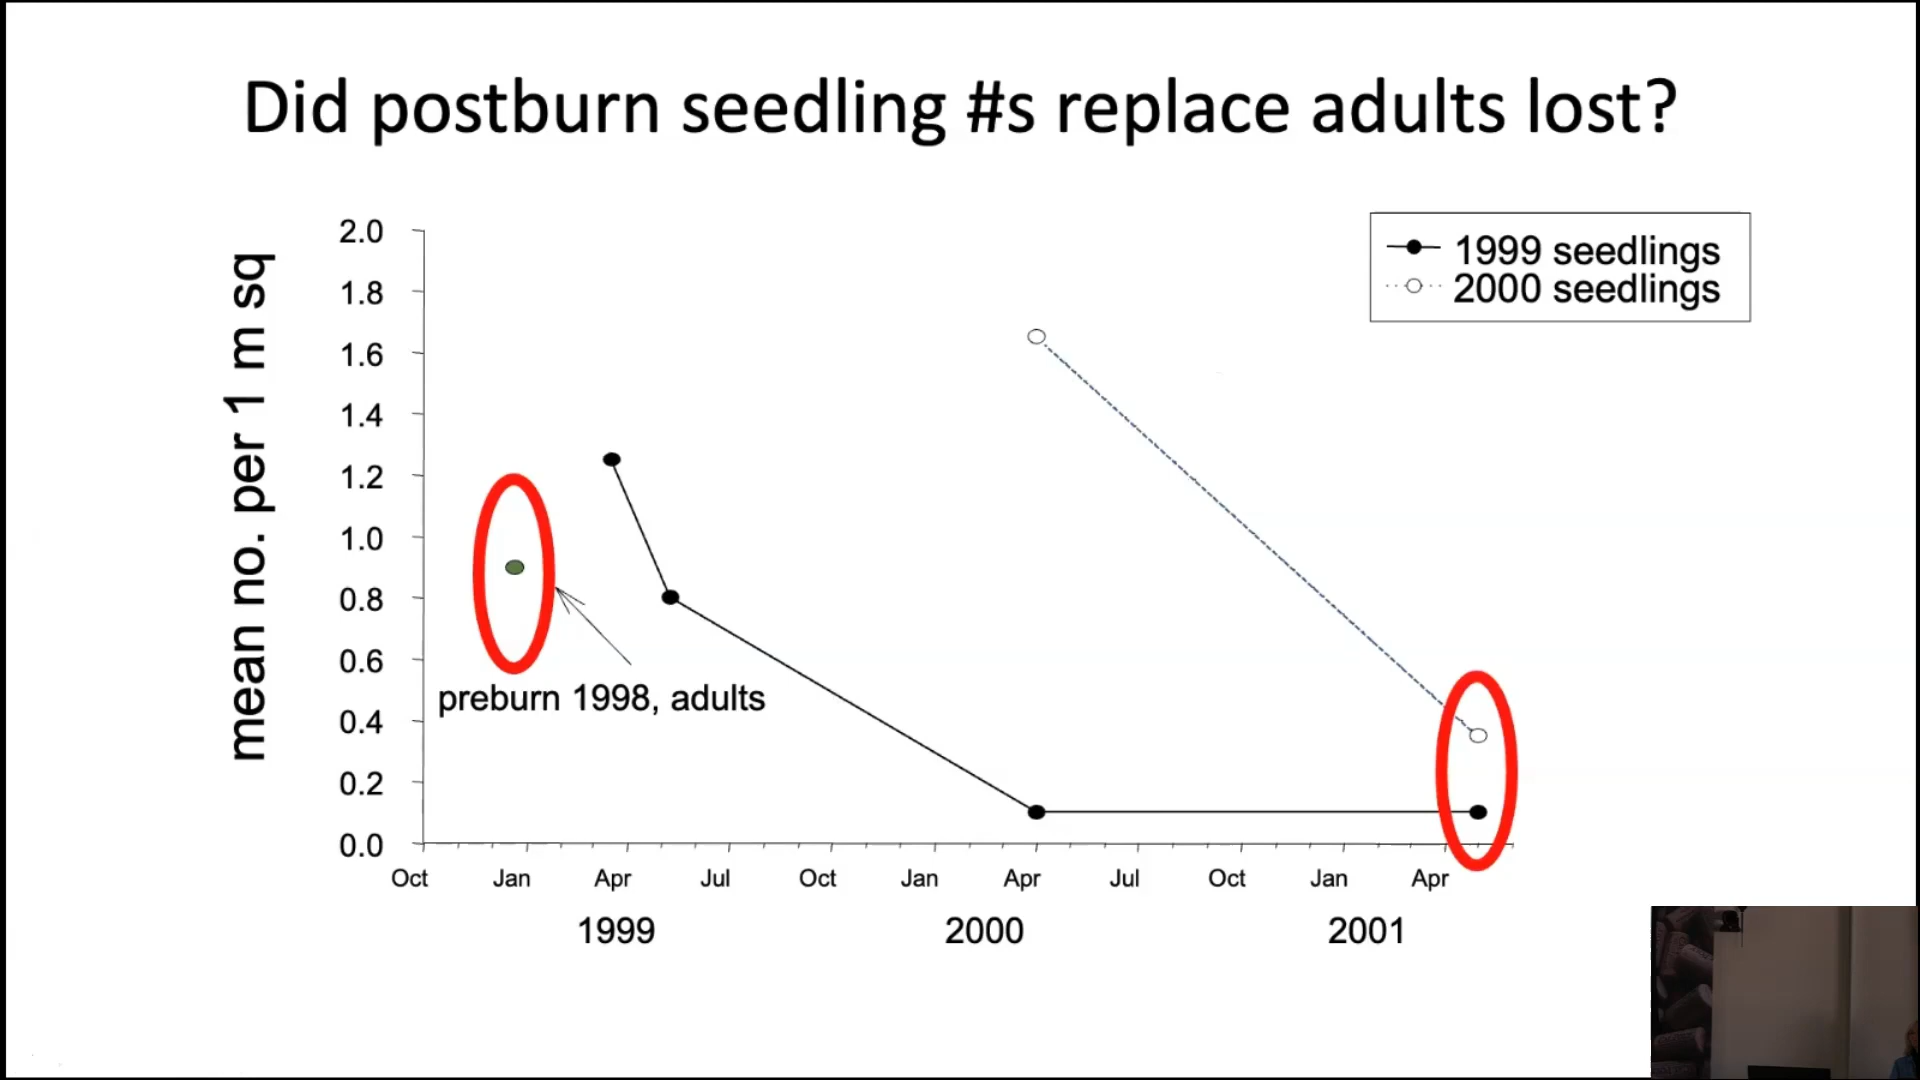 Did postburn seedling #s replace adults lost?
mean no. per 1 m sq
2.0
1.8
1.6
1.4
1.2
1.0
0.8
0.6
0.4
0.2
0.0
1999 seedlings
2000 seedlings
preburn 1998, adults
Oct Jan Apr Jul Oct Jan Apr Jul Oct Jan Apr
1999 2000 2001